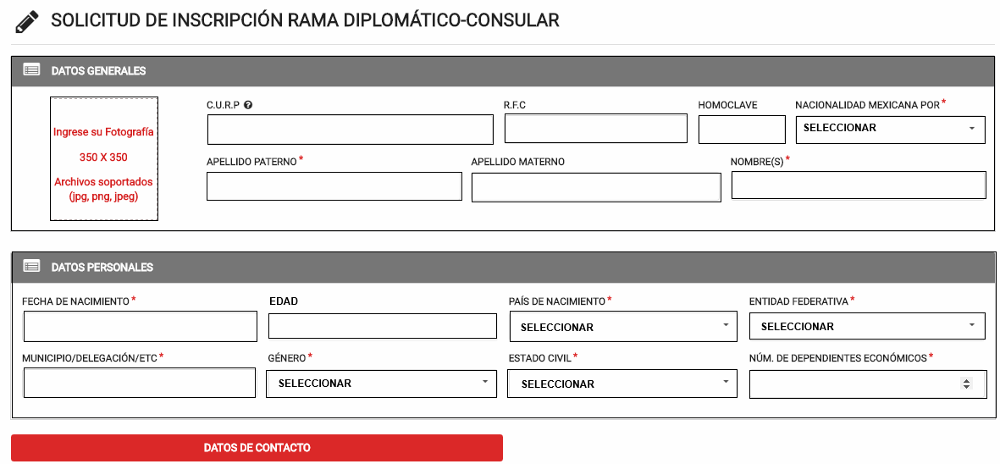 SOLICITUD DE INSCRIPCIÓN RAMA DIPLOMÁTICO-CONSULAR
DATOS GENERALES
Ingrese su Fotografía
350 X 350
Archivos soportados
(jpg, png, jpeg)
C.U.R.P ?
R.F.C
HOMOCLAVE
NACIONALIDAD MEXICANA POR *
SELECCIONAR
APELLIDO PATERNO *
APELLIDO MATERNO
NOMBRE(S) *
DATOS PERSONALES
FECHA DE NACIMIENTO *
EDAD
PAÍS DE NACIMIENTO *
SELECCIONAR
ENTIDAD FEDERATIVA *
SELECCIONAR
MUNICIPIO/DELEGACIÓN/ETC *
GÉNERO *
SELECCIONAR
ESTADO CIVIL *
SELECCIONAR
NÚM. DE DEPENDIENTES ECONÓMICOS *
DATOS DE CONTACTO